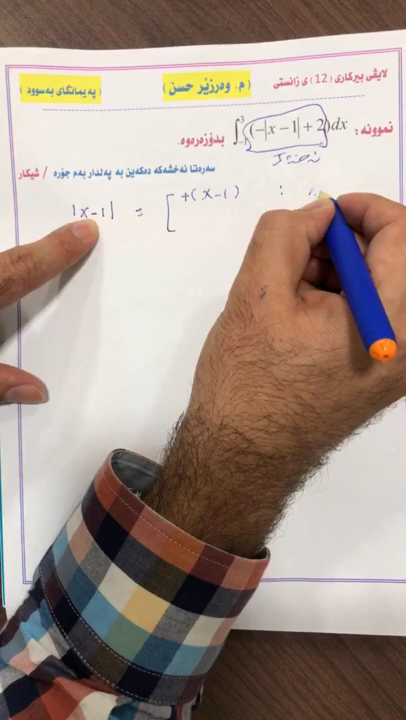 لایڤی بیرکاری (12) ی زانستی ( م. وەرزێر حسن ) ( پەیمانگای بەسوود )
نموونە : ∫₋₁³ (−|x − 1| + 2)dx بدۆزەرەوە.
شیکار / سەرەتا نەخشەکە دەکەین بە پەلدار بەم جۆرە
|x − 1| = [ +(x − 1) :